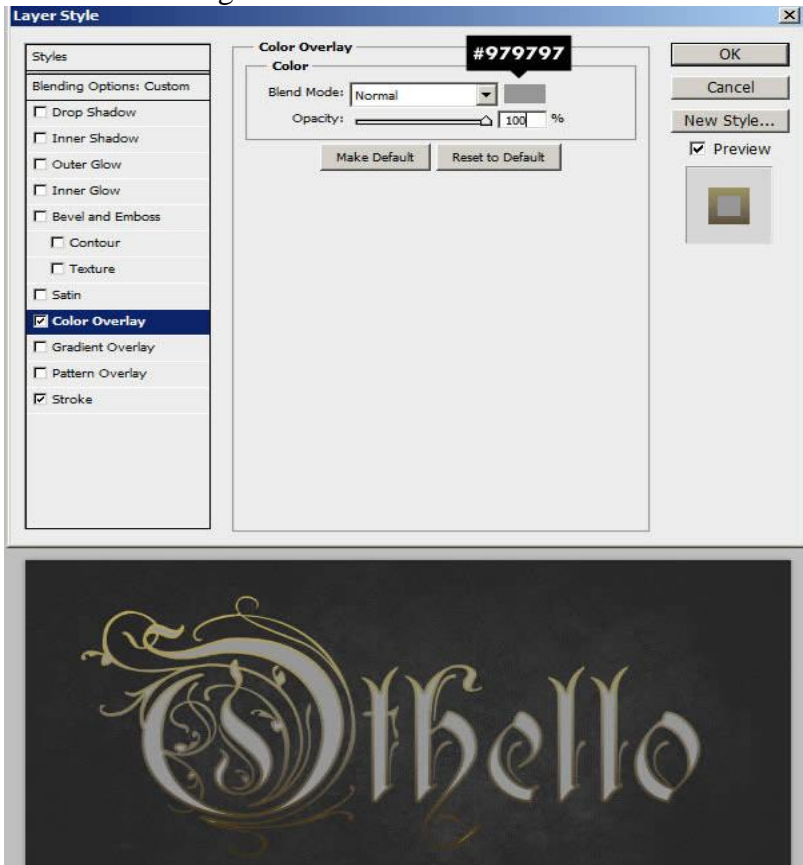 Layer Style
Styles
Blending Options: Custom
Drop Shadow
Inner Shadow
Outer Glow
Inner Glow
Bevel and Emboss
Contour
Texture
Satin
Color Overlay
Gradient Overlay
Pattern Overlay
Stroke
Color Overlay
Color
#979797
Blend Mode: Normal
Opacity: 100 %
Make Default Reset to Default
OK
Cancel
New Style...
Preview
Othello